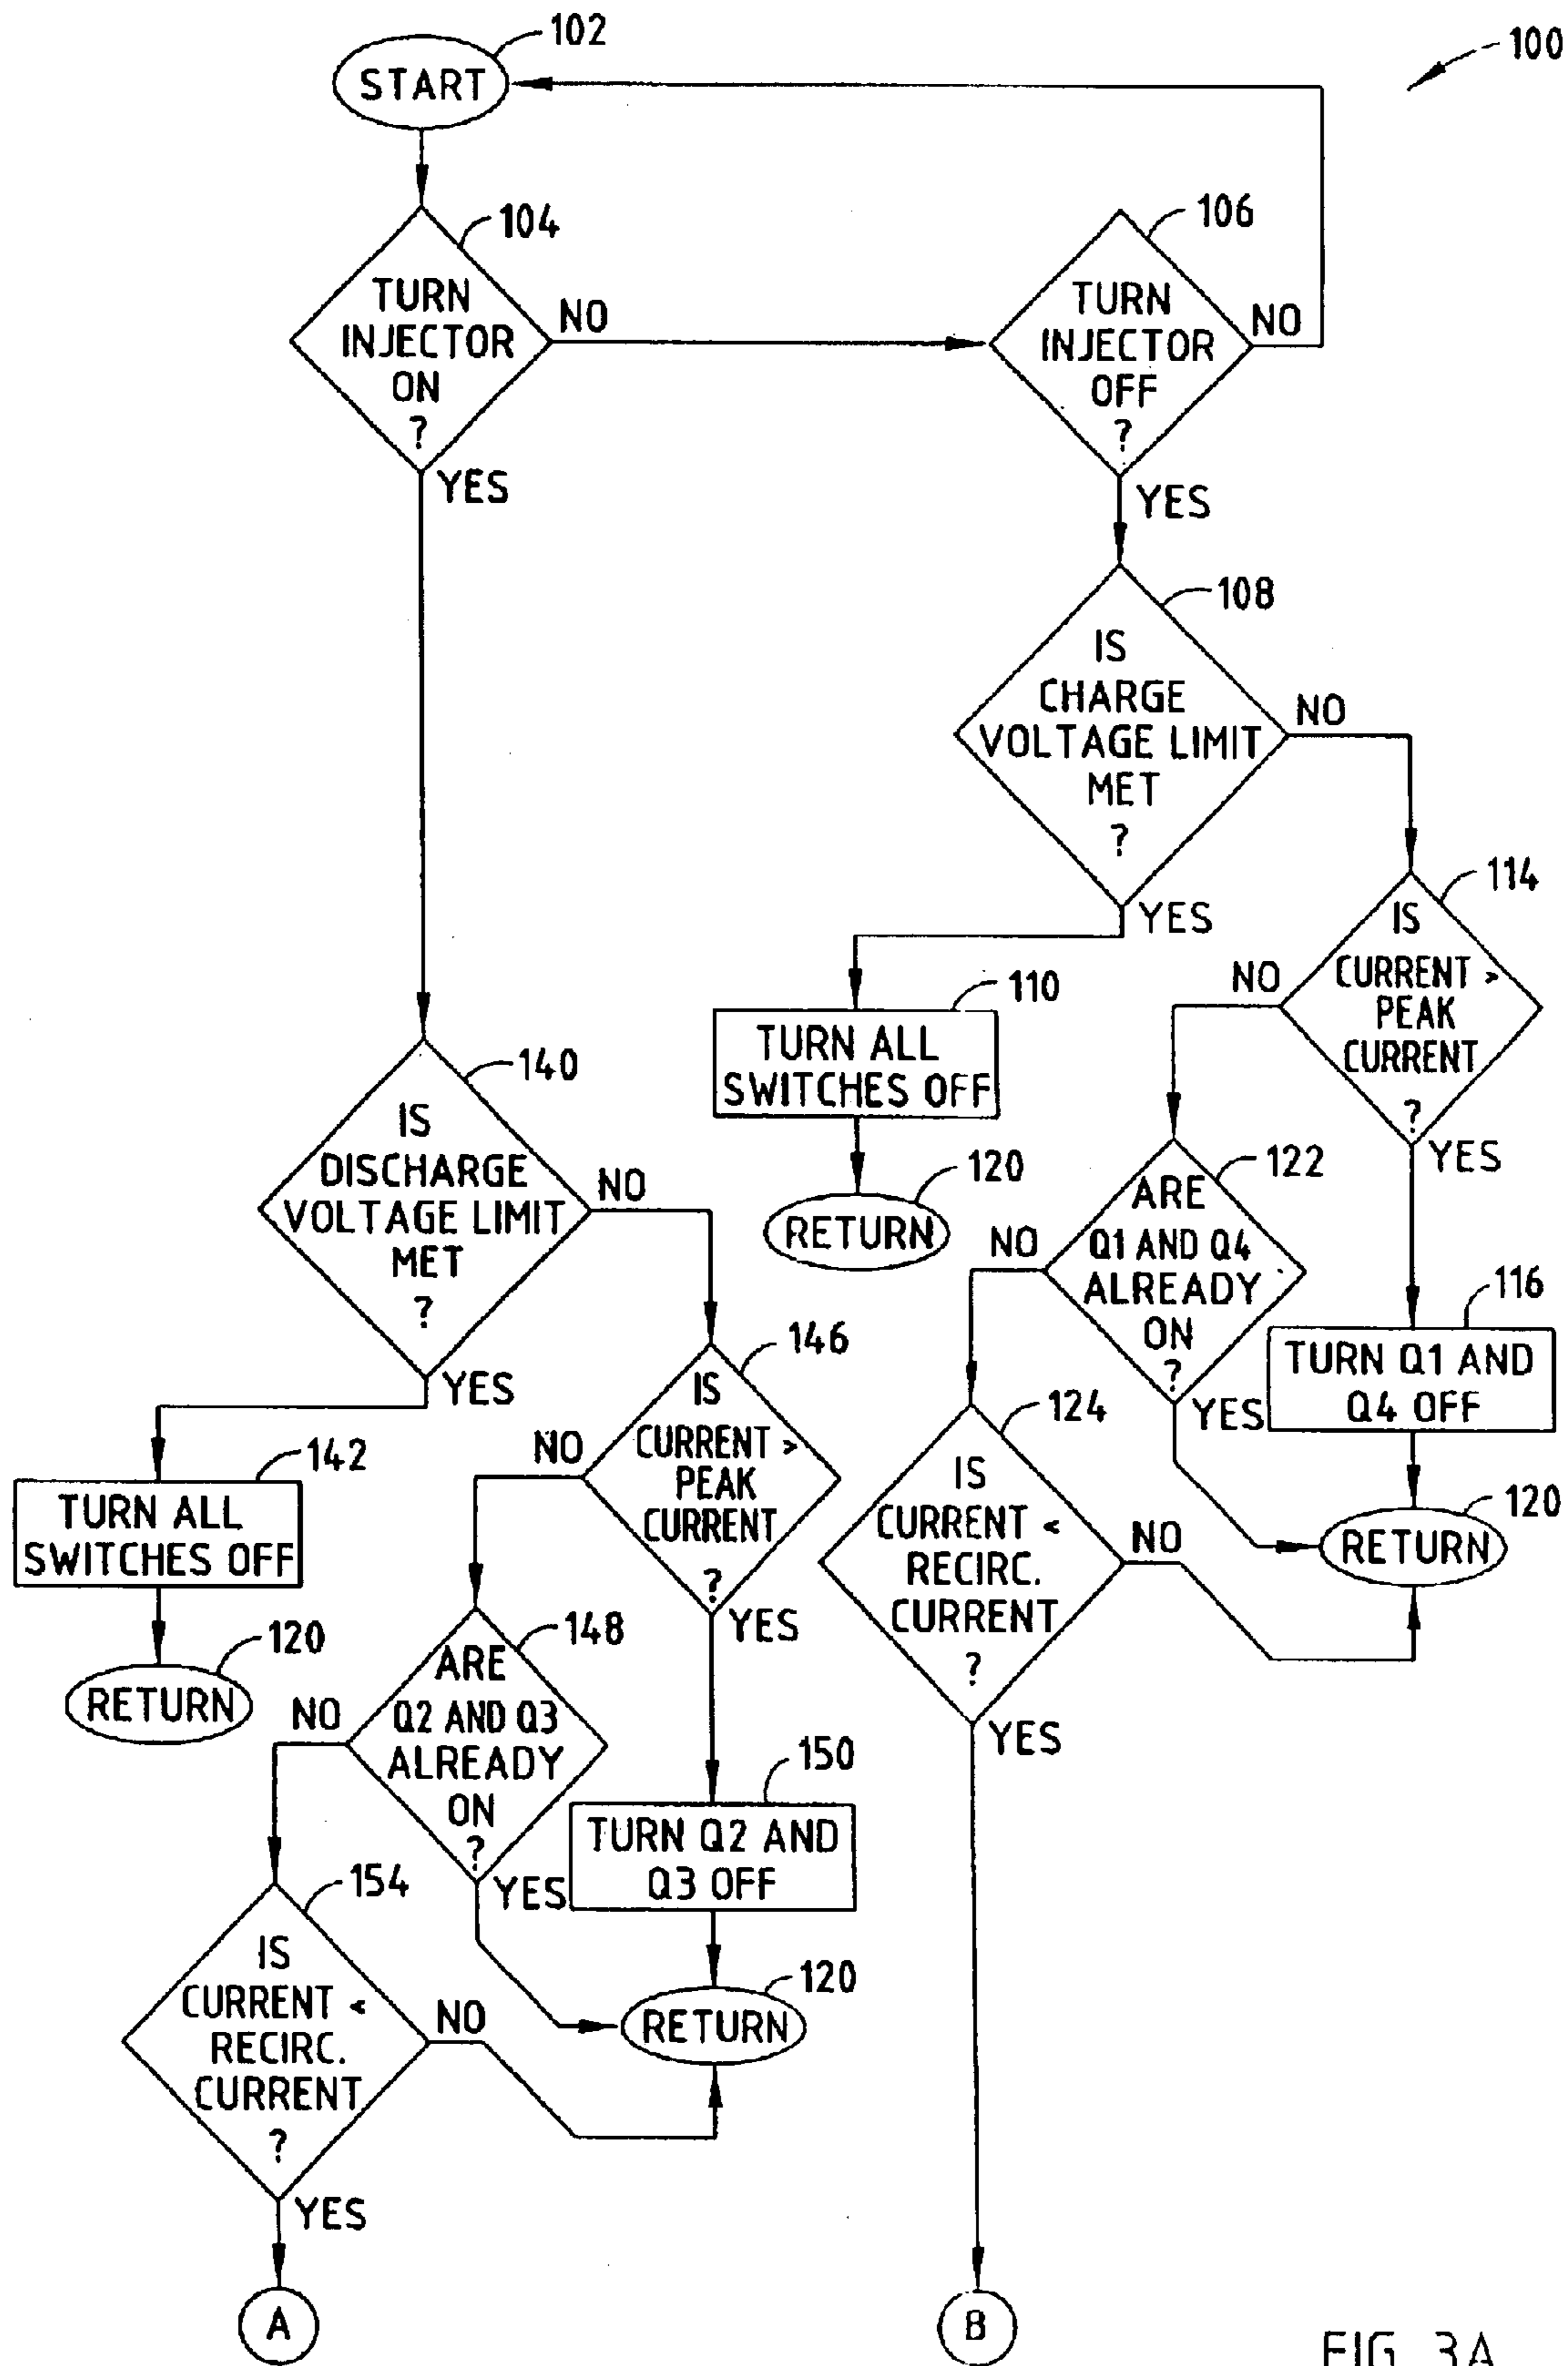 102
START
100
104
TURN
INJECTOR
ON
?
NO
YES
106
TURN
INJECTOR
OFF
?
NO
YES
108
IS
CHARGE
VOLTAGE LIMIT
MET
?
NO
YES
110
TURN ALL
SWITCHES OFF
120
RETURN
114
IS
CURRENT >
PEAK
CURRENT
?
NO
YES
122
ARE
Q1 AND Q4
ALREADY
ON
?
NO
YES
116
TURN Q1 AND
Q4 OFF
120
RETURN
124
IS
CURRENT <
RECIRC.
CURRENT
?
NO
YES
B
140
IS
DISCHARGE
VOLTAGE LIMIT
MET
?
NO
YES
142
TURN ALL
SWITCHES OFF
120
RETURN
146
IS
CURRENT >
PEAK
CURRENT
?
NO
YES
148
ARE
Q2 AND Q3
ALREADY
ON
?
NO
YES
150
TURN Q2 AND
Q3 OFF
120
RETURN
154
IS
CURRENT <
RECIRC.
CURRENT
?
NO
YES
A
FIG. 3A